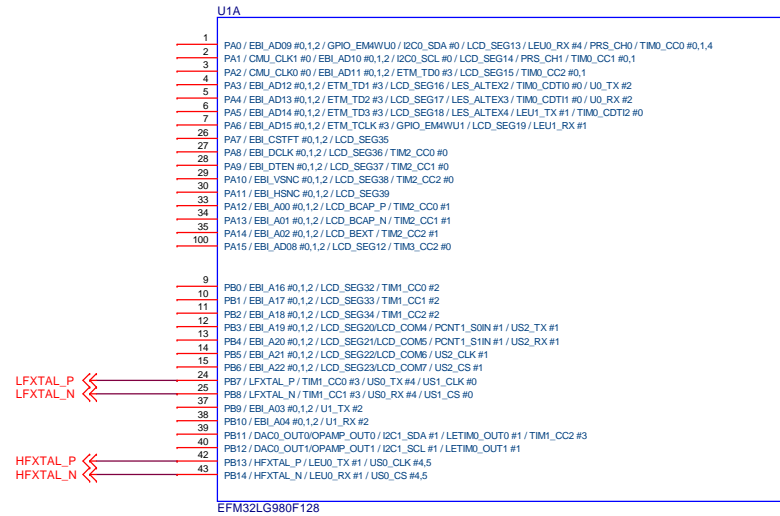 U1A
1 PA0 / EBI_AD09 #0,1,2 / GPIO_EM4WU0 / I2C0_SDA #0 / LCD_SEG13 / LEU0_RX #4 / PRS_CH0 / TIM0_CC0 #0,1,4
2 PA1 / CMU_CLK1 #0 / EBI_AD10 #0,1,2 / I2C0_SCL #0 / LCD_SEG14 / PRS_CH1 / TIM0_CC1 #0,1
3 PA2 / CMU_CLK0 #0 / EBI_AD11 #0,1,2 / ETM_TD0 #3 / LCD_SEG15 / TIM0_CC2 #0,1
4 PA3 / EBI_AD12 #0,1,2 / ETM_TD1 #3 / LCD_SEG16 / LES_ALTEX2 / TIM0_CDTI0 #0 / U0_TX #2
5 PA4 / EBI_AD13 #0,1,2 / ETM_TD2 #3 / LCD_SEG17 / LES_ALTEX3 / TIM0_CDTI1 #0 / U0_RX #2
6 PA5 / EBI_AD14 #0,1,2 / ETM_TD3 #3 / LCD_SEG18 / LES_ALTEX4 / LEU1_TX #1 / TIM0_CDTI2 #0
7 PA6 / EBI_AD15 #0,1,2 / ETM_TCLK #3 / GPIO_EM4WU1 / LCD_SEG19 / LEU1_RX #1
26 PA7 / EBI_CSTFT #0,1,2 / LCD_SEG35
27 PA8 / EBI_DCLK #0,1,2 / LCD_SEG36 / TIM2_CC0 #0
28 PA9 / EBI_DTEN #0,1,2 / LCD_SEG37 / TIM2_CC1 #0
29 PA10 / EBI_VSNC #0,1,2 / LCD_SEG38 / TIM2_CC2 #0
30 PA11 / EBI_HSNC #0,1,2 / LCD_SEG39
33 PA12 / EBI_A00 #0,1,2 / LCD_BCAP_P / TIM2_CC0 #1
34 PA13 / EBI_A01 #0,1,2 / LCD_BCAP_N / TIM2_CC1 #1
35 PA14 / EBI_A02 #0,1,2 / LCD_BEXT / TIM2_CC2 #1
100 PA15 / EBI_AD08 #0,1,2 / LCD_SEG12 / TIM3_CC2 #0
9 PB0 / EBI_A16 #0,1,2 / LCD_SEG32 / TIM1_CC0 #2
10 PB1 / EBI_A17 #0,1,2 / LCD_SEG33 / TIM1_CC1 #2
11 PB2 / EBI_A18 #0,1,2 / LCD_SEG34 / TIM1_CC2 #2
12 PB3 / EBI_A19 #0,1,2 / LCD_SEG20/LCD_COM4 / PCNT1_S0IN #1 / US2_TX #1
13 PB4 / EBI_A20 #0,1,2 / LCD_SEG21/LCD_COM5 / PCNT1_S1IN #1 / US2_RX #1
14 PB5 / EBI_A21 #0,1,2 / LCD_SEG22/LCD_COM6 / US2_CLK #1
15 PB6 / EBI_A22 #0,1,2 / LCD_SEG23/LCD_COM7 / US2_CS #1
LFXTAL_P 24 PB7 / LFXTAL_P / TIM1_CC0 #3 / US0_TX #4 / US1_CLK #0
LFXTAL_N 25 PB8 / LFXTAL_N / TIM1_CC1 #3 / US0_RX #4 / US1_CS #0
37 PB9 / EBI_A03 #0,1,2 / U1_TX #2
38 PB10 / EBI_A04 #0,1,2 / U1_RX #2
39 PB11 / DAC0_OUT0/OPAMP_OUT0 / I2C1_SDA #1 / LETIM0_OUT0 #1 / TIM1_CC2 #3
40 PB12 / DAC0_OUT1/OPAMP_OUT1 / I2C1_SCL #1 / LETIM0_OUT1 #1
HFXTAL_P 42 PB13 / HFXTAL_P / LEU0_TX #1 / US0_CLK #4,5
HFXTAL_N 43 PB14 / HFXTAL_N / LEU0_RX #1 / US0_CS #4,5
EFM32LG980F128